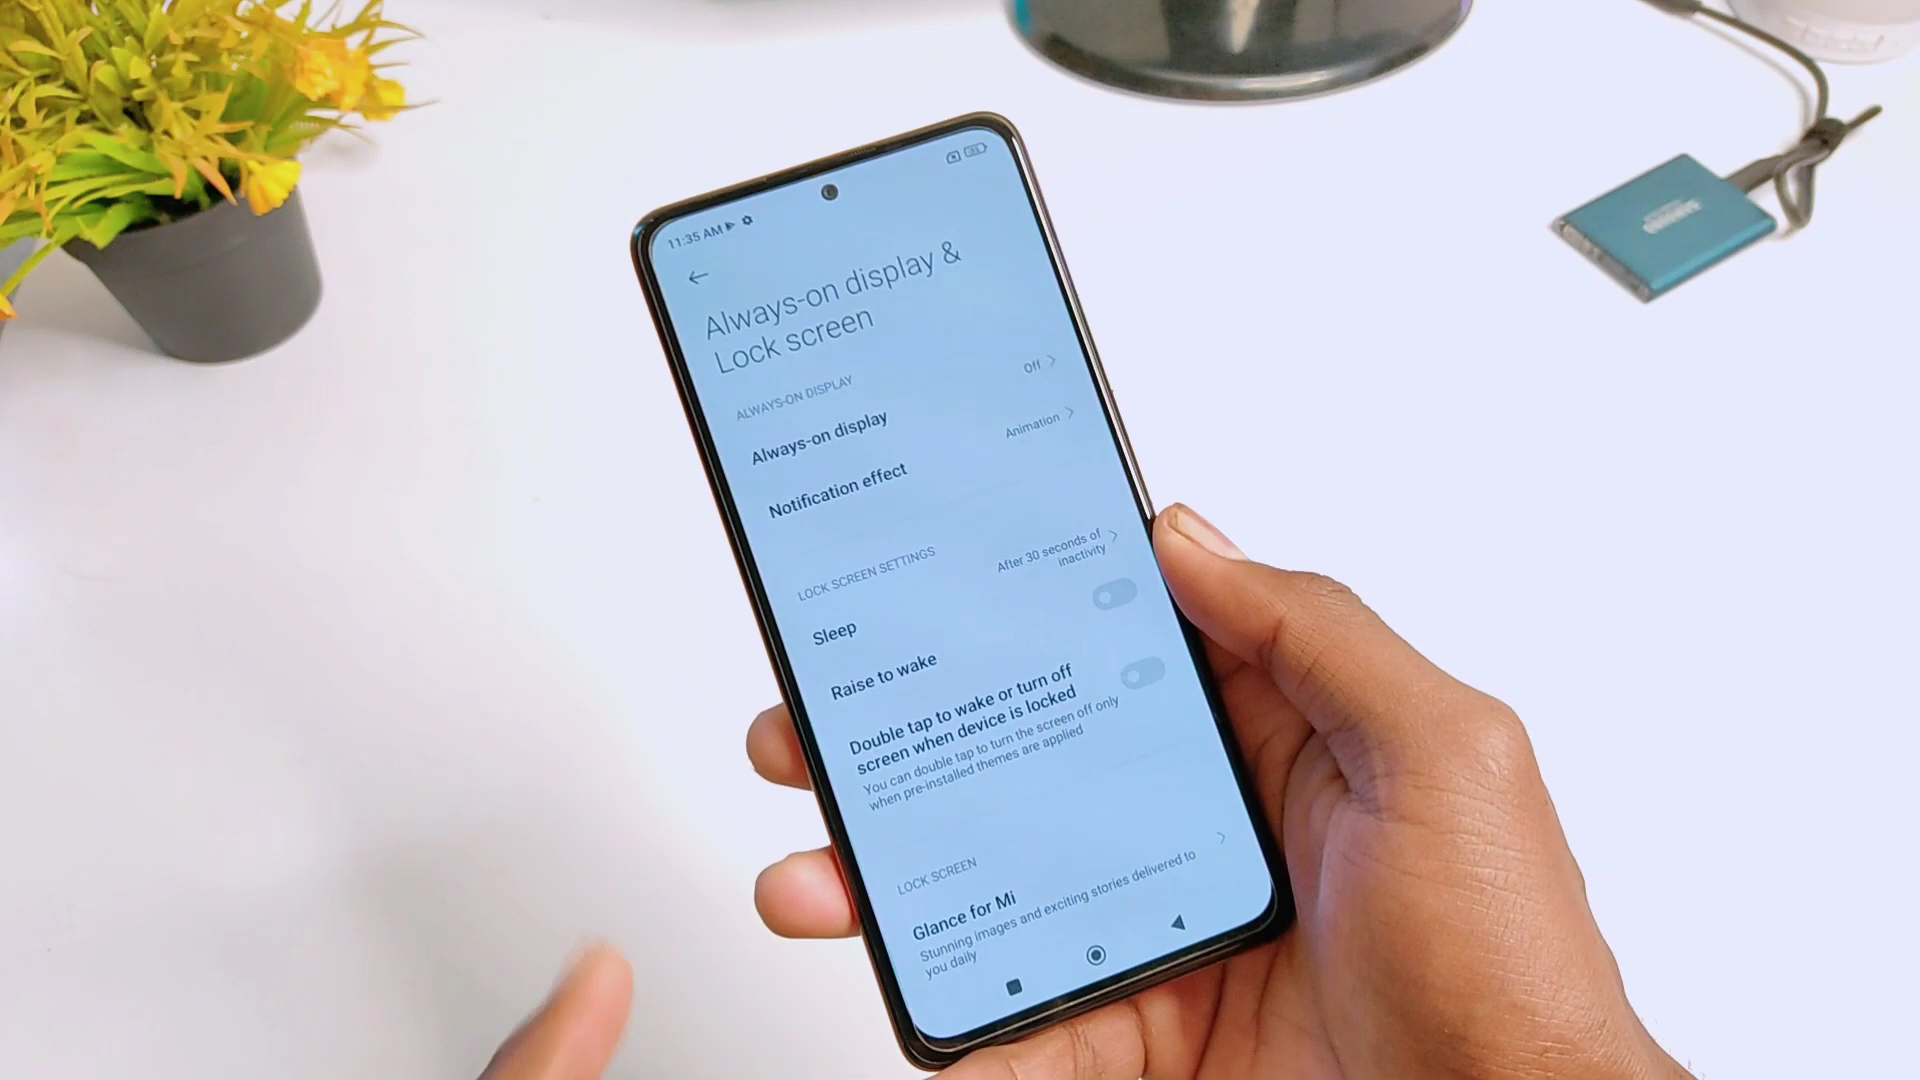 11:35 AM
Always-on display &
Lock screen
ALWAYS-ON DISPLAY
Always-on display
Off
Notification effect
Animation
LOCK SCREEN SETTINGS
Sleep
After 30 seconds of
inactivity
Raise to wake
Double tap to wake or turn off
screen when device is locked
You can double tap to turn the screen off only
when pre-installed themes are applied
LOCK SCREEN
Glance for Mi
Stunning images and exciting stories delivered to
you daily
SAMSUNG